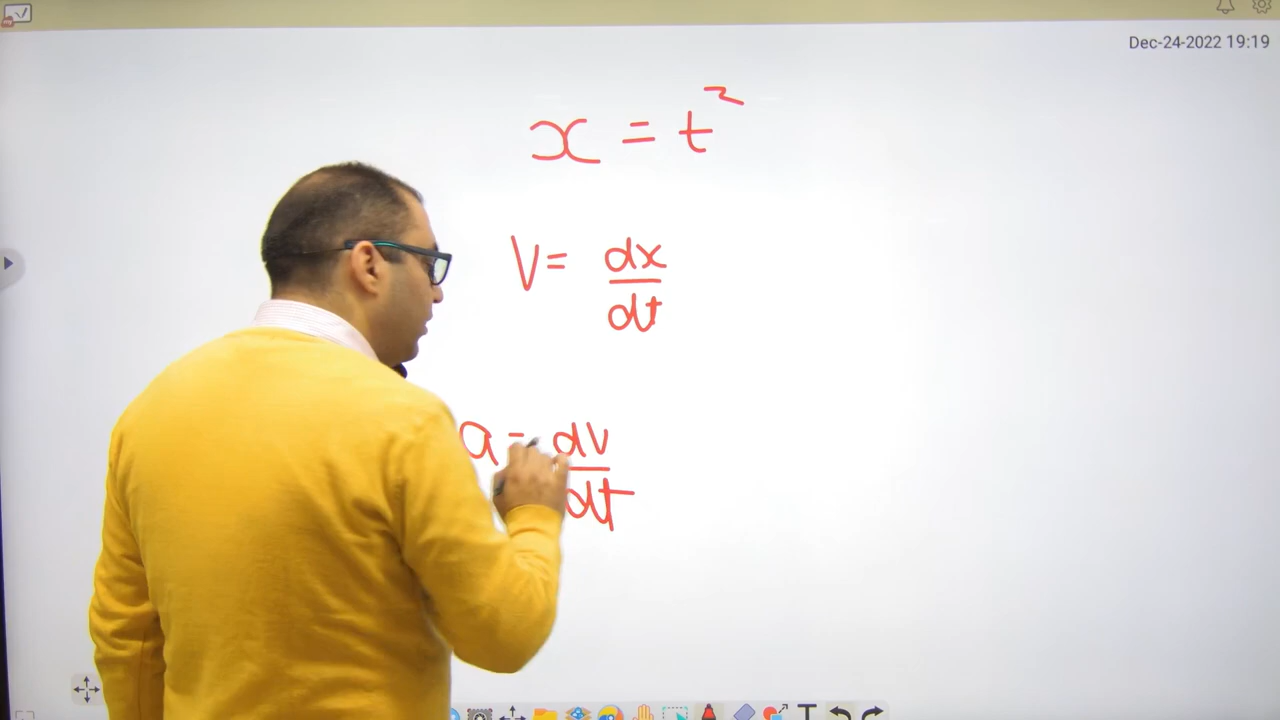 Dec-24-2022 19:19
x = t²
V = dx/dt
a = dv/dt